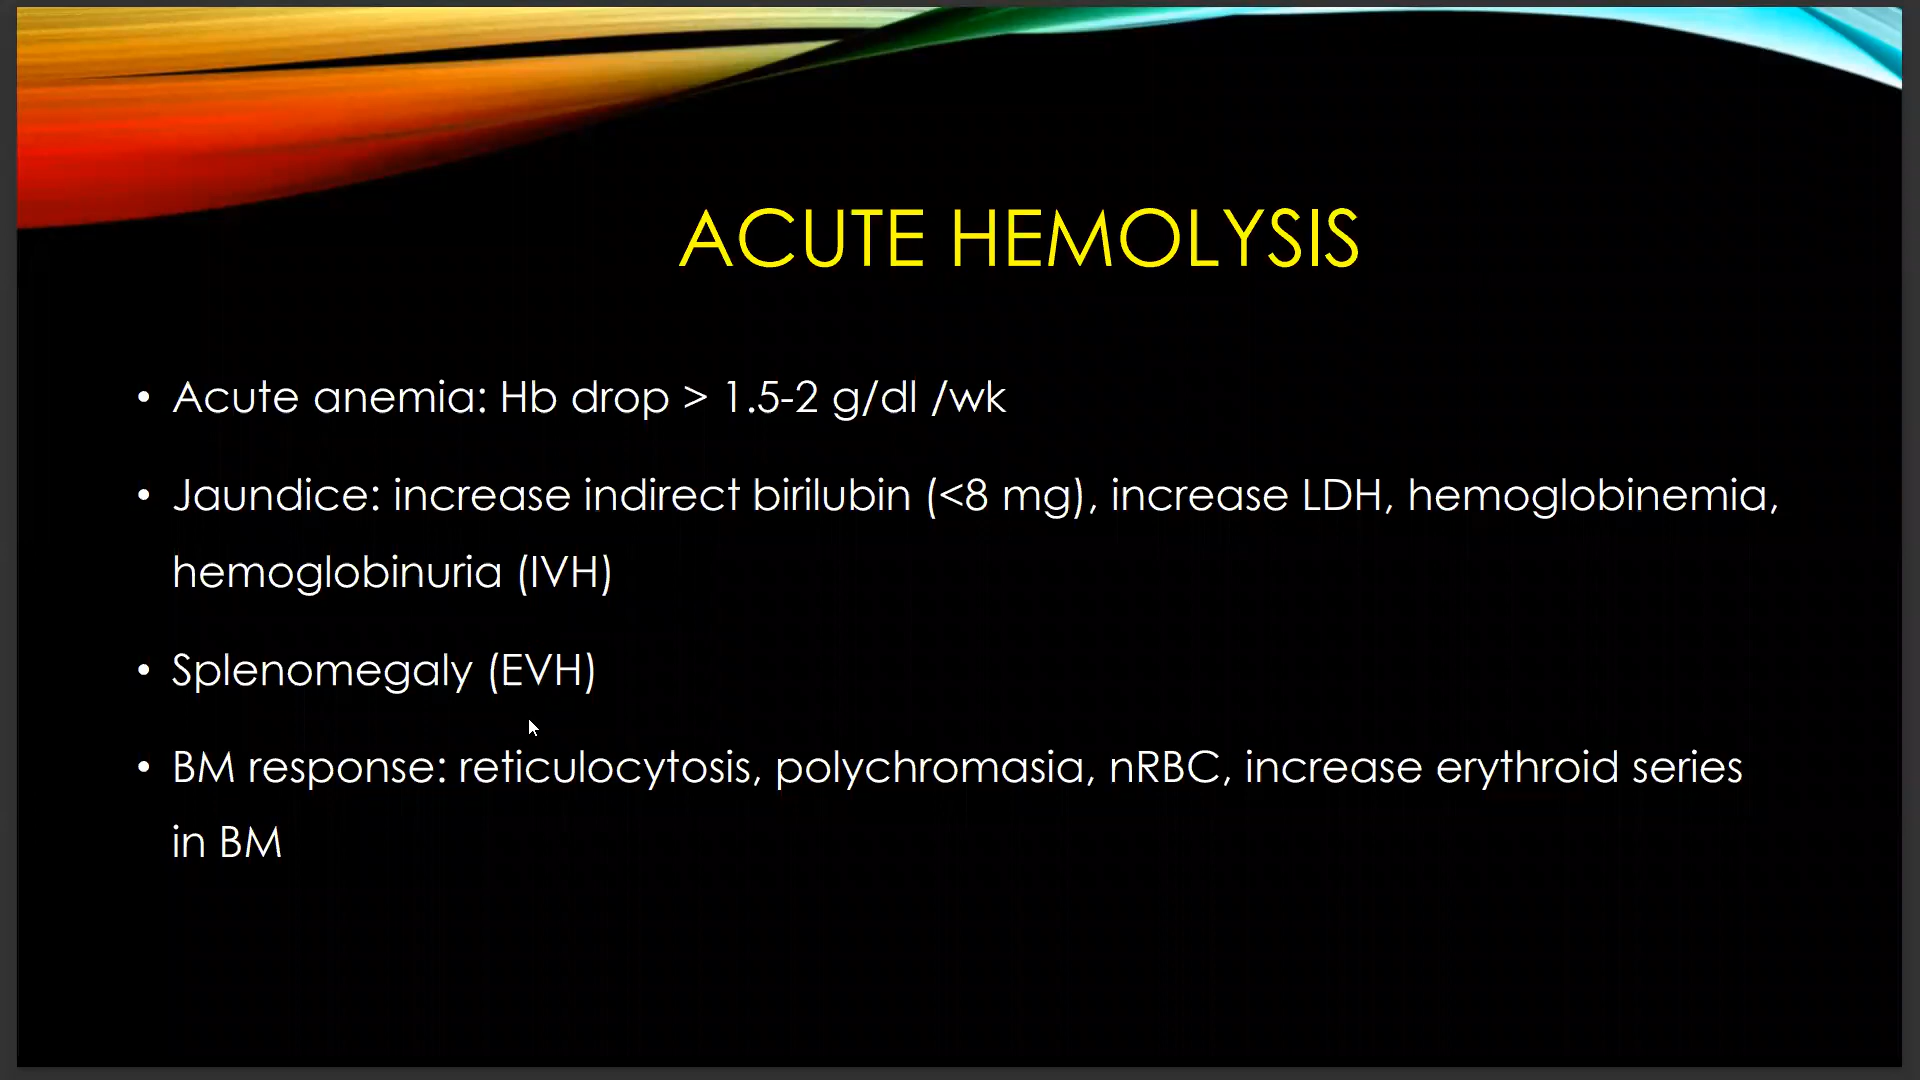 ACUTE HEMOLYSIS
• Acute anemia: Hb drop > 1.5-2 g/dl /wk
• Jaundice: increase indirect birilubin (<8 mg), increase LDH, hemoglobinemia,
hemoglobinuria (IVH)
• Splenomegaly (EVH)
• BM response: reticulocytosis, polychromasia, nRBC, increase erythroid series
in BM